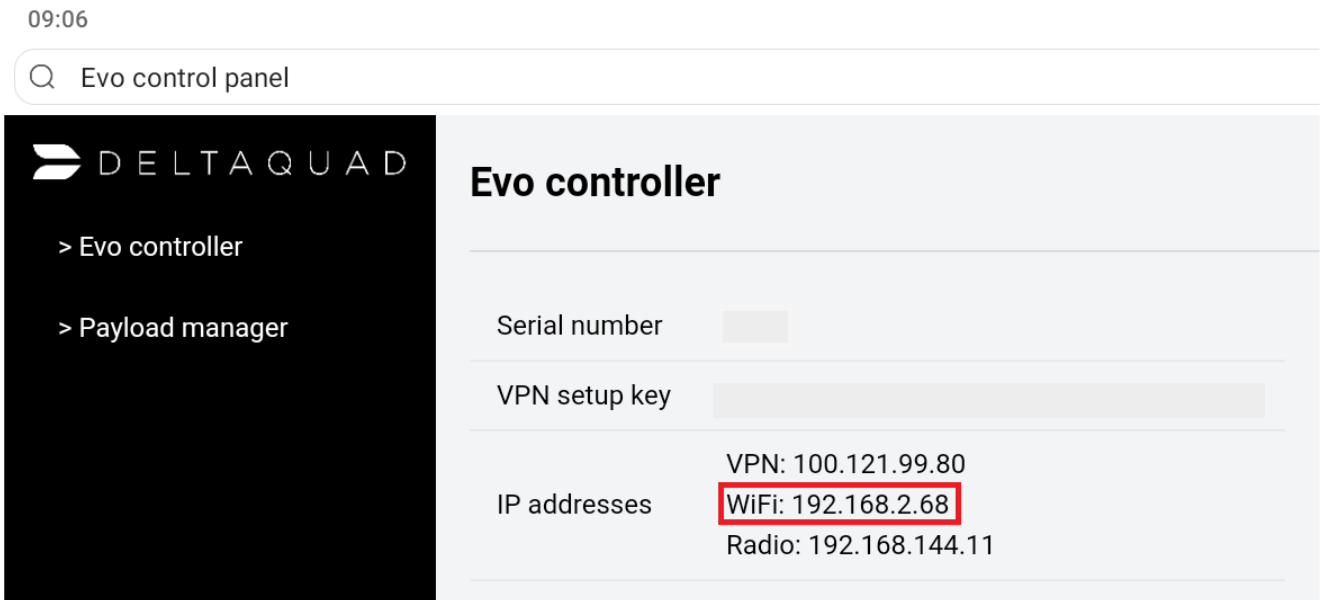 09:06
Evo control panel
DELTAQUAD
> Evo controller
> Payload manager
Evo controller
Serial number
VPN setup key
IP addresses
VPN: 100.121.99.80
WiFi: 192.168.2.68
Radio: 192.168.144.11